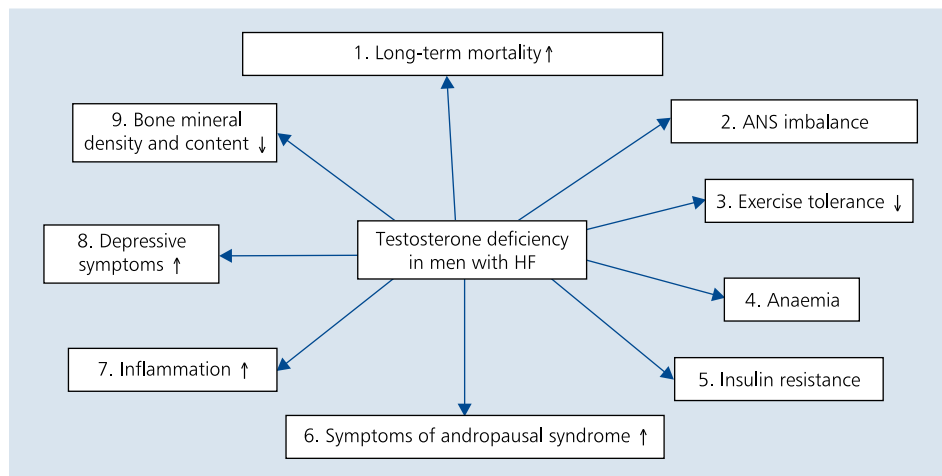 1. Long-term mortality ↑
2. ANS imbalance
3. Exercise tolerance ↓
4. Anaemia
5. Insulin resistance
6. Symptoms of andropausal syndrome ↑
7. Inflammation ↑
8. Depressive
symptoms ↑
9. Bone mineral
density and content ↓
Testosterone deficiency
in men with HF